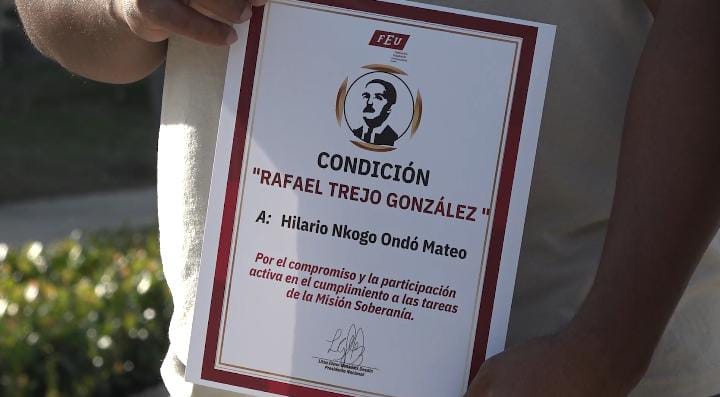 FEU
CONDICIÓN
"RAFAEL TREJO GONZÁLEZ"
A: Hilario Nkogo Ondó Mateo
Por el compromiso y la participación
activa en el cumplimiento a las tareas
de la Misión Soberanía.
Presidente Nacional